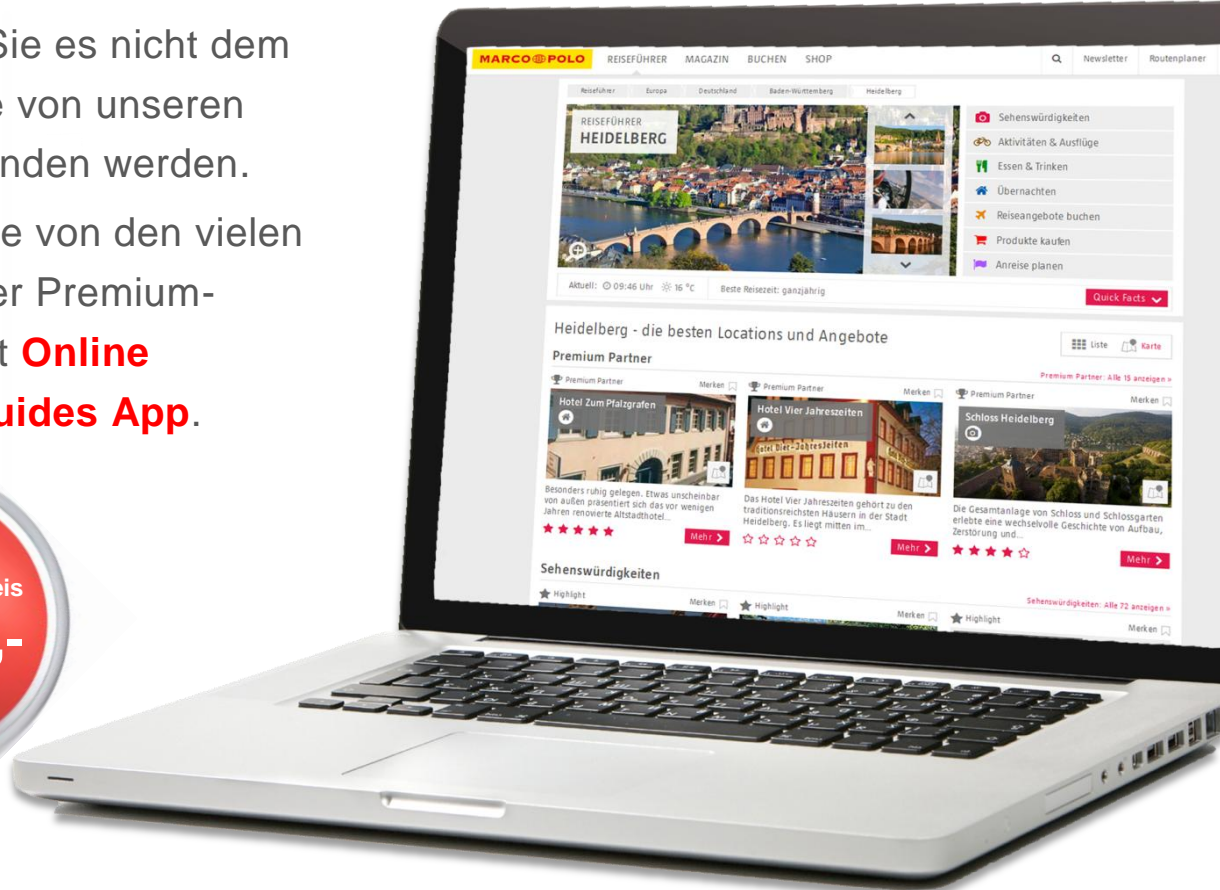 Sie es nicht dem
e von unseren
nden werden.
e von den vielen
er Premium-
t Online
uides App.
eis
,-
MARCO POLO REISEFÜHRER MAGAZIN BUCHEN SHOP Newsletter Routenplaner
Reiseführer Europa Deutschland Baden-Württemberg Heidelberg
REISEFÜHRER
HEIDELBERG
Sehenswürdigkeiten
Aktivitäten & Ausflüge
Essen & Trinken
Übernachten
Reiseangebote buchen
Produkte kaufen
Anreise planen
Aktuell: 09:46 Uhr 16 °C Beste Reisezeit: ganzjährig
Quick Facts
Heidelberg - die besten Locations und Angebote
Liste Karte
Premium Partner
Premium Partner: Alle 15 anzeigen »
Premium Partner Merken
Hotel Zum Pfalzgrafen
Besonders ruhig gelegen. Etwas unscheinbar
von außen präsentiert sich das vor wenigen
Jahren renovierte Altstadthotel...
Mehr
Premium Partner Merken
Hotel Vier Jahreszeiten
Hotel Vier-Jahreszeiten
Das Hotel Vier Jahreszeiten gehört zu den
traditionsreichsten Häusern in der Stadt
Heidelberg. Es liegt mitten im...
Mehr
Premium Partner Merken
Schloss Heidelberg
Die Gesamtanlage von Schloss und Schlossgarten
erlebte eine wechselvolle Geschichte von Aufbau,
Zerstörung und...
Mehr
Sehenswürdigkeiten
Sehenswürdigkeiten: Alle 72 anzeigen »
Highlight Merken
Highlight Merken
Highlight Merken